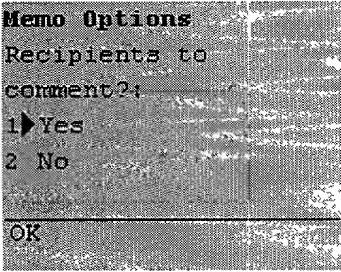 Memo Options
Recipients to
comment?:
1▶Yes
2 No
OK